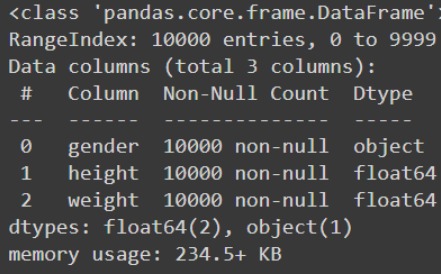 <class 'pandas.core.frame.DataFrame'>
RangeIndex: 10000 entries, 0 to 9999
Data columns (total 3 columns):
 #   Column  Non-Null Count  Dtype
---  ------  --------------  -----
 0   gender  10000 non-null  object
 1   height  10000 non-null  float64
 2   weight  10000 non-null  float64
dtypes: float64(2), object(1)
memory usage: 234.5+ KB